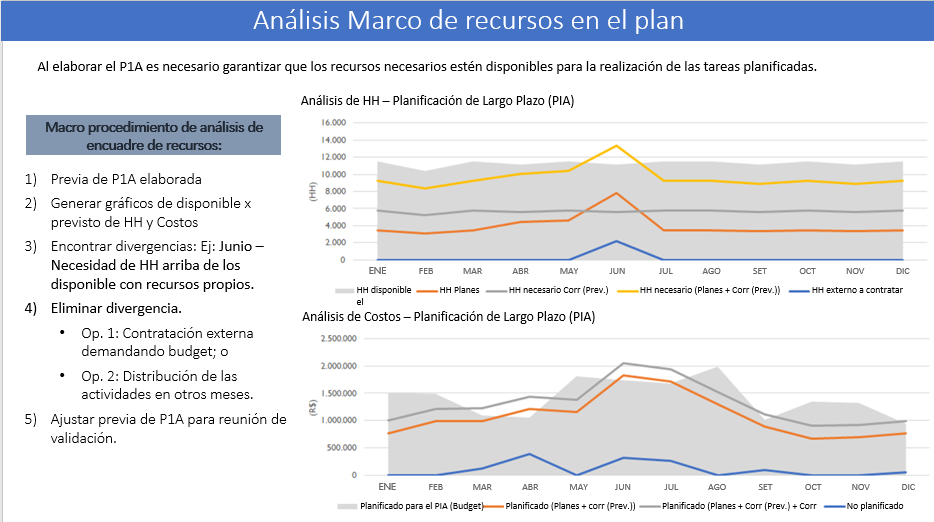 Análisis Marco de recursos en el plan
Al elaborar el P1A es necesario garantizar que los recursos necesarios estén disponibles para la realización de las tareas planificadas.
Macro procedimiento de análisis de
encuadre de recursos:
1) Previa de P1A elaborada
2) Generar gráficos de disponible x
previsto de HH y Costos
3) Encontrar divergencias: Ej: Junio –
Necesidad de HH arriba de los
disponible con recursos propios.
4) Eliminar divergencia.
• Op. 1: Contratación externa
demandando budget; o
• Op. 2: Distribución de las
actividades en otros meses.
5) Ajustar previa de P1A para reunión de
validación.
Análisis de HH – Planificación de Largo Plazo (PIA)
16.000
14.000
12.000
10.000
8.000
6.000
4.000
2.000
0
(HH)
ENE FEB MAR ABR MAY JUN JUL AGO SET OCT NOV DIC
HH disponible HH Planes HH necesario Corr (Prev.) HH necesario (Planes + Corr (Prev.)) HH externo a contratar
el
Análisis de Costos – Planificación de Largo Plazo (PIA)
2.500.000
2.000.000
1.500.000
1.000.000
500.000
0
(R$)
ENE FEB MAR ABR MAY JUN JUL AGO SET OCT NOV DIC
Planificado para el PIA (Budget) Planificado (Planes + corr (Prev.)) Planificado (Planes + corr (Prev.) + Corr No planificado